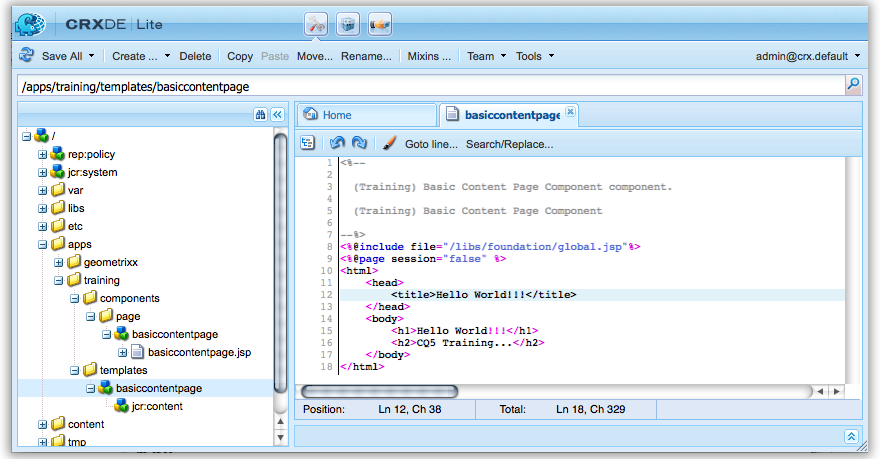 CRXDE | Lite
Save All Create ... Delete Copy Paste Move... Rename... Mixins ... Team Tools admin@crx.default
/apps/training/templates/basiccontentpage
Home basiccontentpage
Goto line... Search/Replace...
/
rep:policy
jcr:system
var
libs
etc
apps
geometrixx
training
components
page
basiccontentpage
basiccontentpage.jsp
templates
basiccontentpage
jcr:content
content
tmp
1 <%--
2
3 (Training) Basic Content Page Component component.
4
5 (Training) Basic Content Page Component
6
7 --%>
8 <%@include file="/libs/foundation/global.jsp"%>
9 <%@page session="false" %>
10 <html>
11 <head>
12 <title>Hello World!!!</title>
13 </head>
14 <body>
15 <h1>Hello World!!!</h1>
16 <h2>CQ5 Training...</h2>
17 </body>
18 </html>
Position: Ln 12, Ch 38 Total: Ln 18, Ch 329